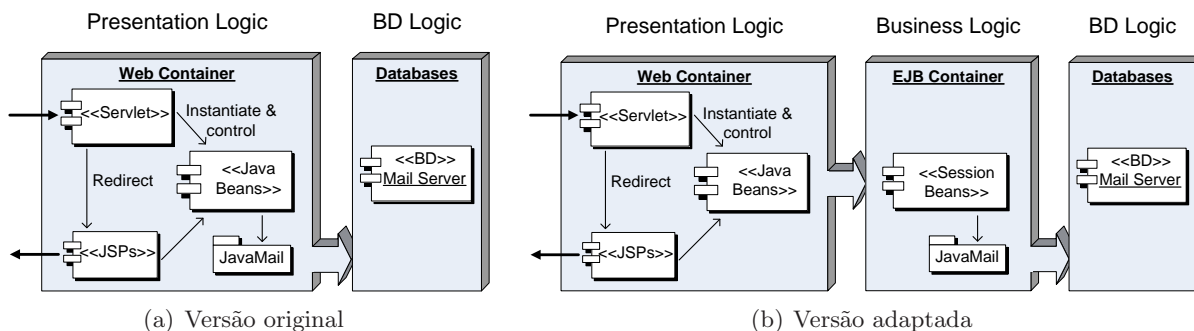 Presentation Logic
BD Logic
Web Container
<<Servlet>>
Instantiate &
control
Redirect
<<Java
Beans>>
<<JSPs>>
JavaMail
Databases
<<BD>>
Mail Server
(a) Versão original
Presentation Logic
Business Logic
BD Logic
Web Container
<<Servlet>>
Instantiate &
control
Redirect
<<Java
Beans>>
<<JSPs>>
EJB Container
<<Session
Beans>>
JavaMail
Databases
<<BD>>
Mail Server
(b) Versão adaptada